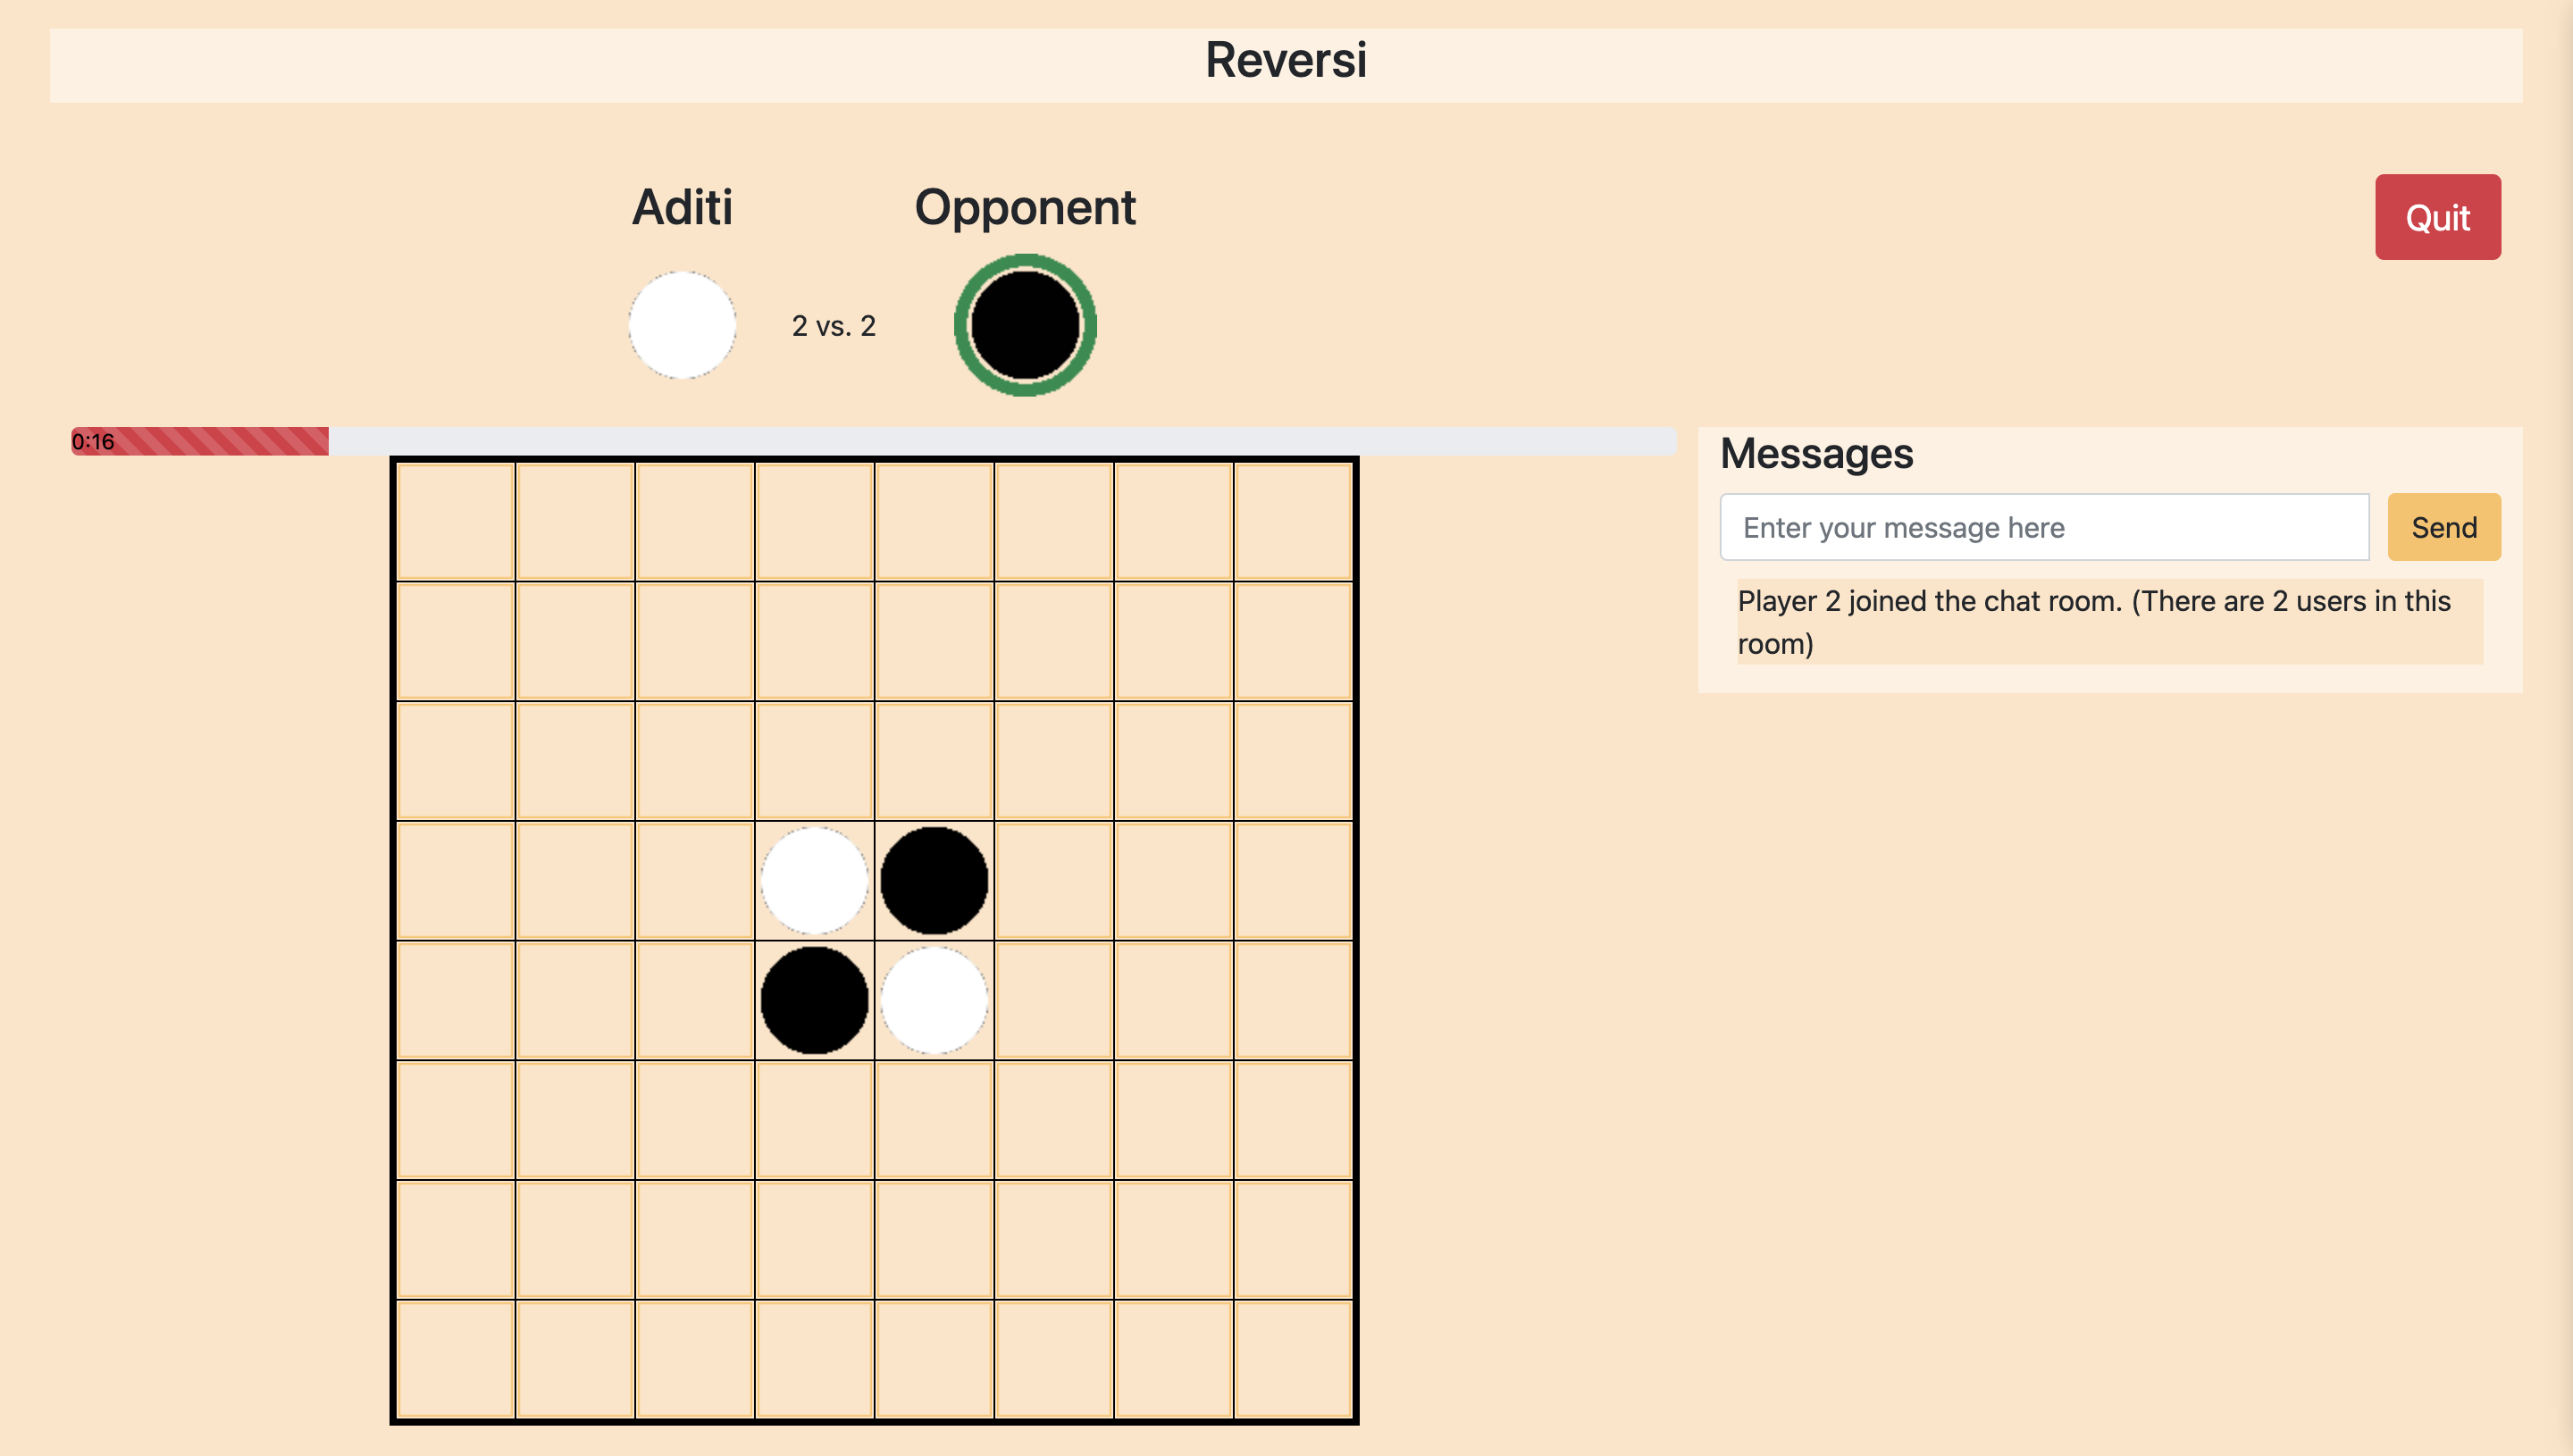 Reversi
Aditi
Opponent
Quit
2 vs. 2
0:16
Messages
Enter your message here
Send
Player 2 joined the chat room. (There are 2 users in this
room)